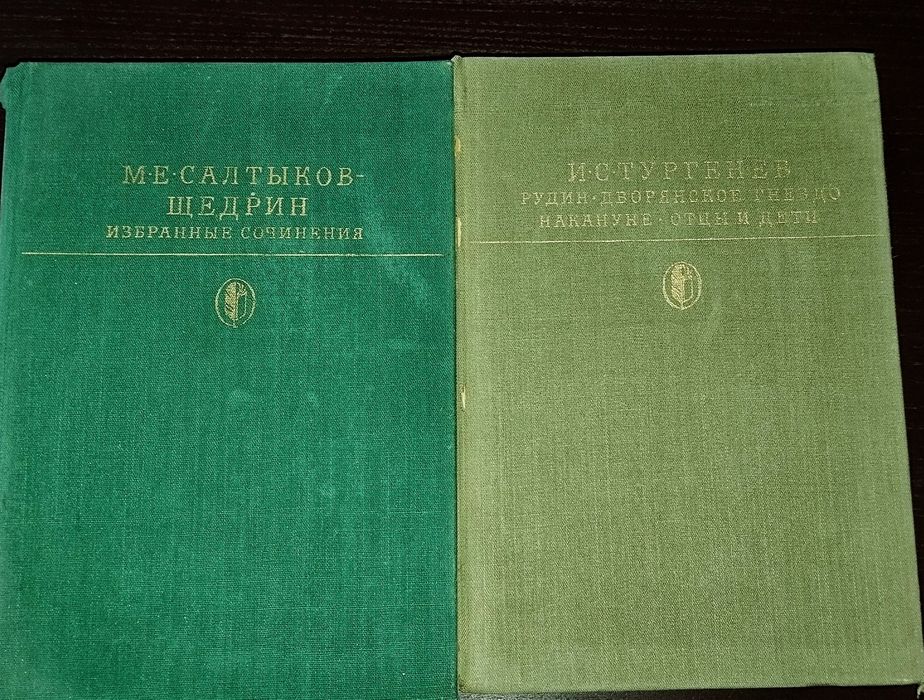 М·Е·САЛТЫКОВ-
ЩЕДРИН
ИЗБРАННЫЕ СОЧИНЕНИЯ
И·С·ТУРГЕНЕВ
РУДИН·ДВОРЯНСКОЕ ГНЕЗДО
НАКАНУНЕ·ОТЦЫ И ДЕТИ